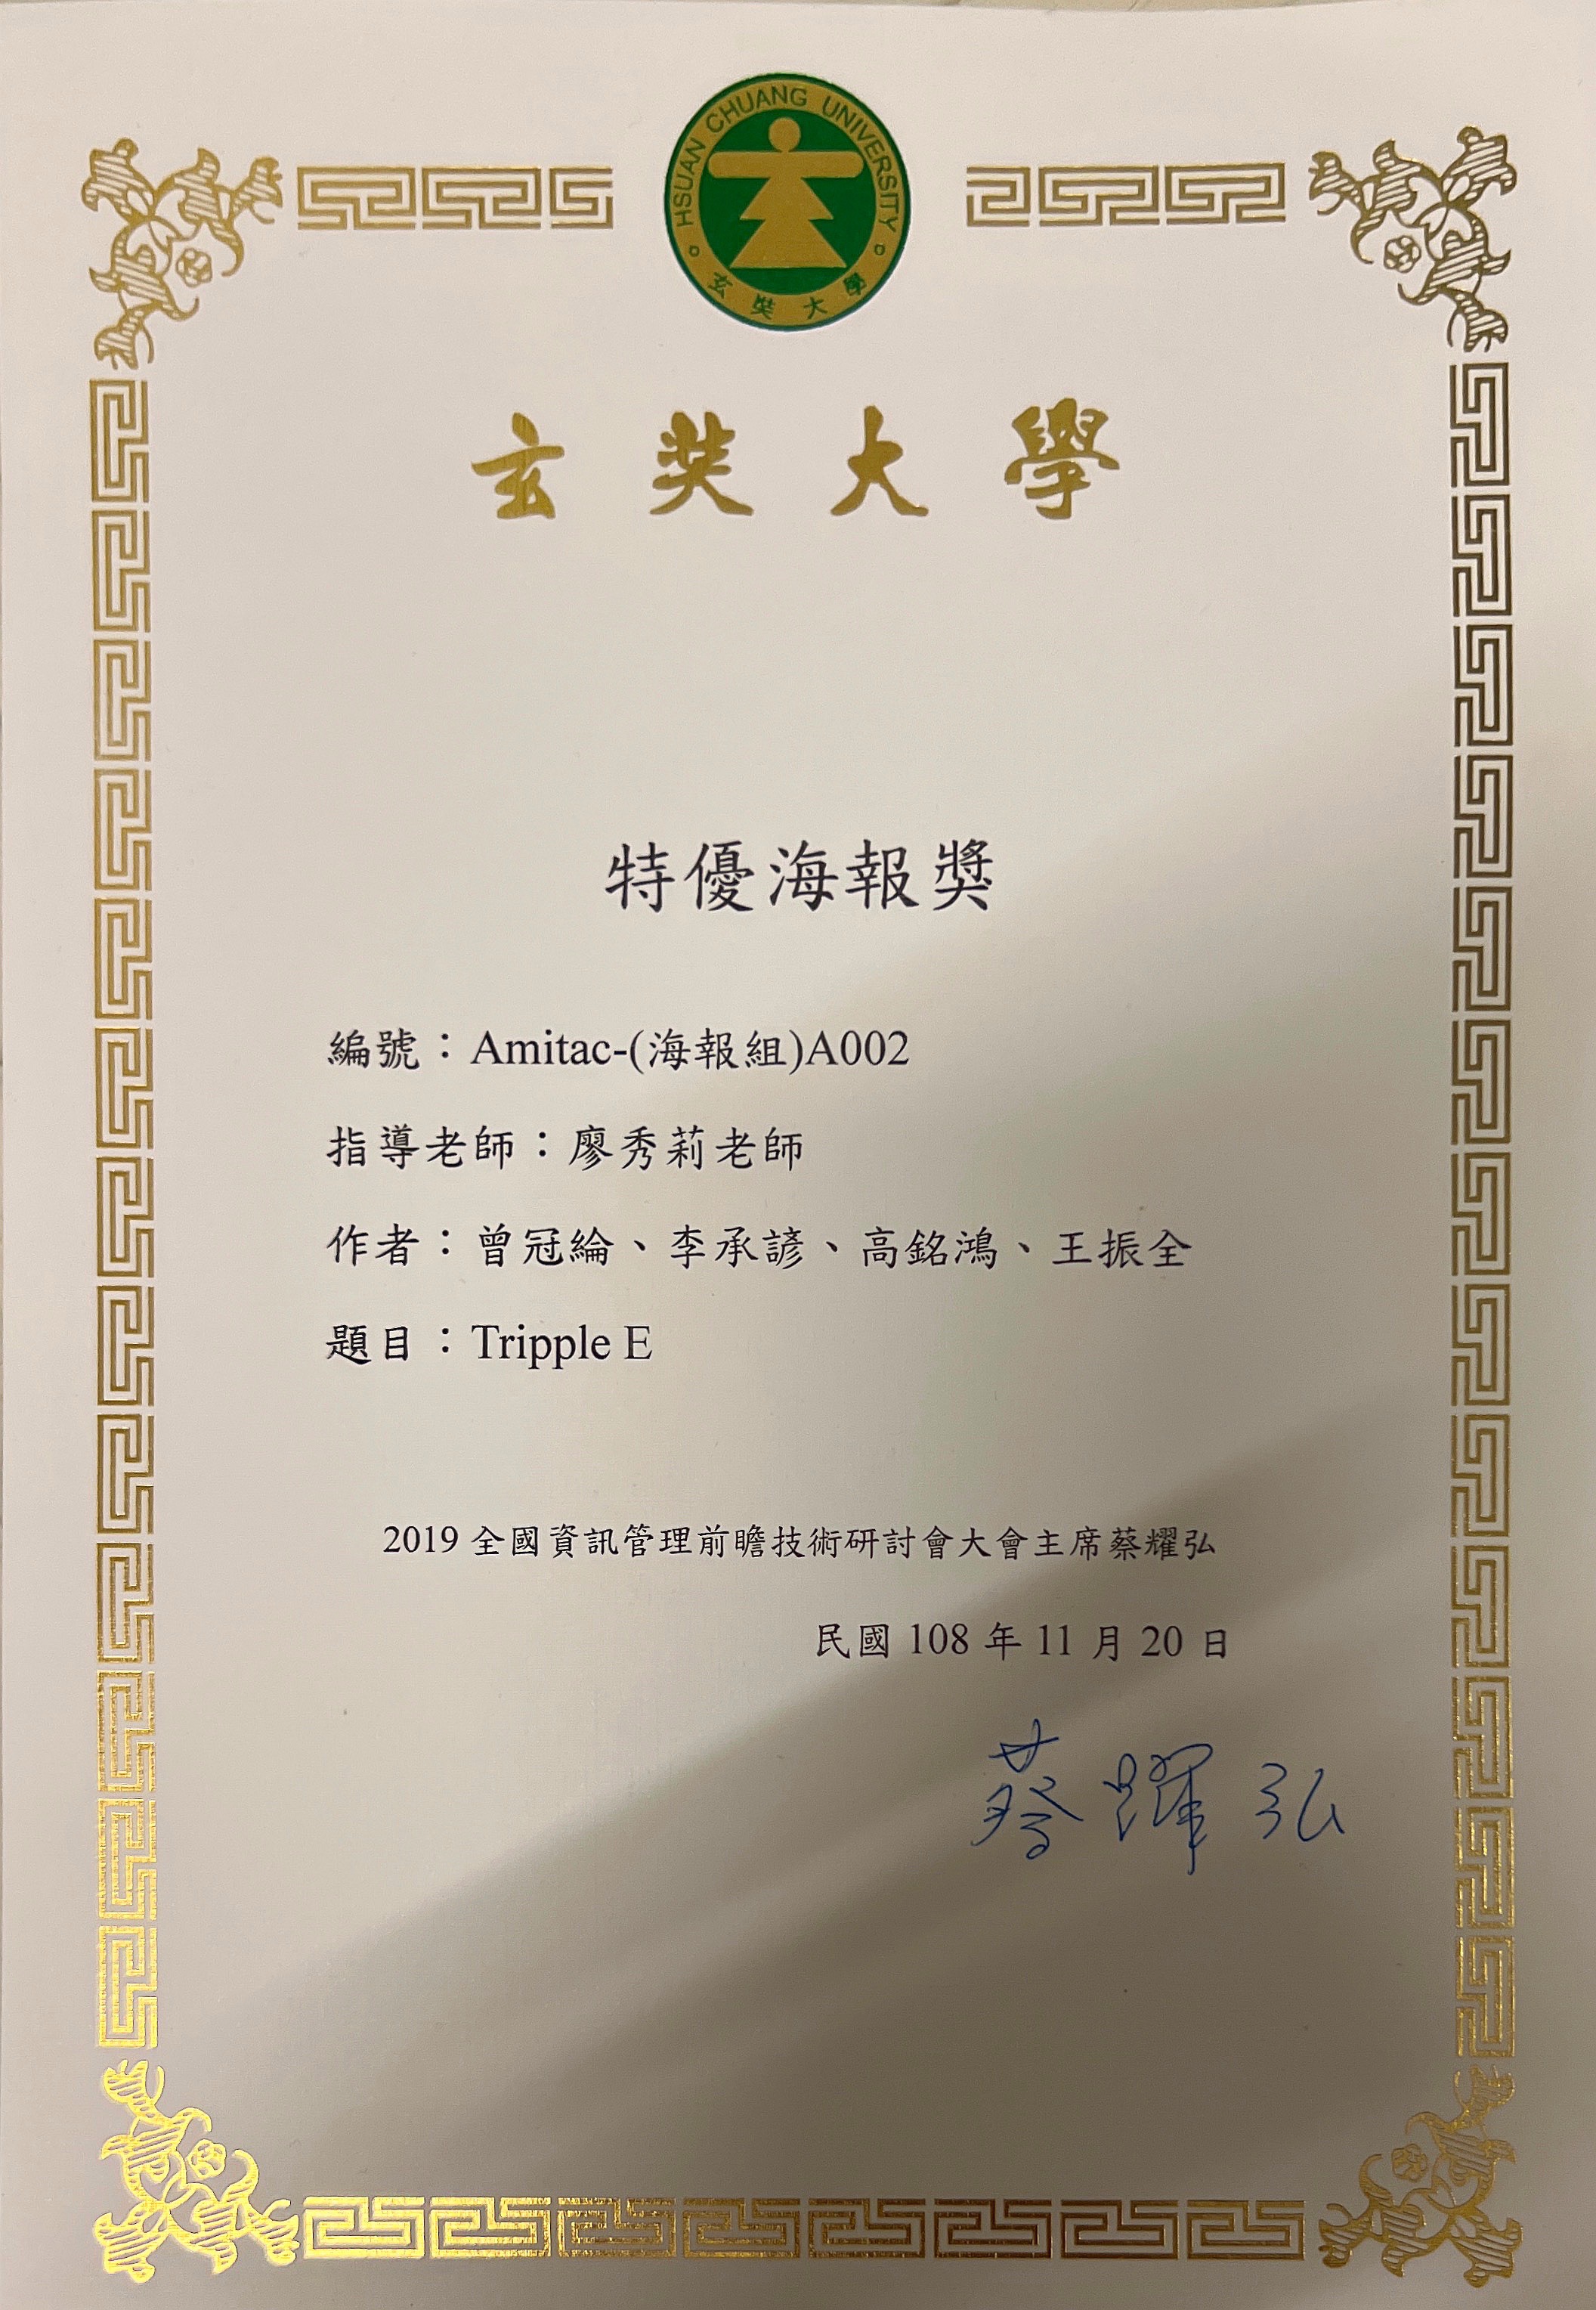 HSUAN CHUANG UNIVERSITY
玄奘大學
玄奘大學
特優海報獎
編號：Amitac-(海報組)A002
指導老師：廖秀莉老師
作者：曾冠綸、李承諺、高銘鴻、王振全
題目：Tripple E
2019 全國資訊管理前瞻技術研討會大會主席蔡耀弘
民國 108 年 11 月 20 日
蔡耀弘